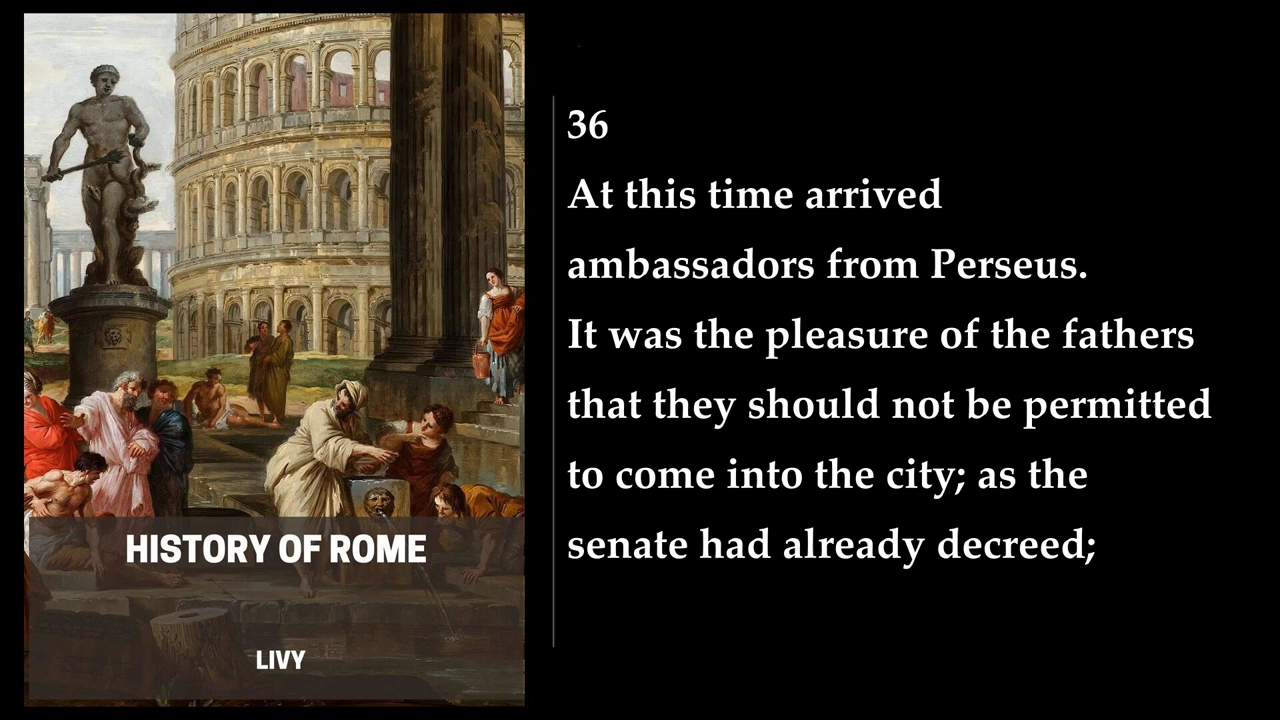 HISTORY OF ROME
LIVY
36
At this time arrived
ambassadors from Perseus.
It was the pleasure of the fathers
that they should not be permitted
to come into the city; as the
senate had already decreed;